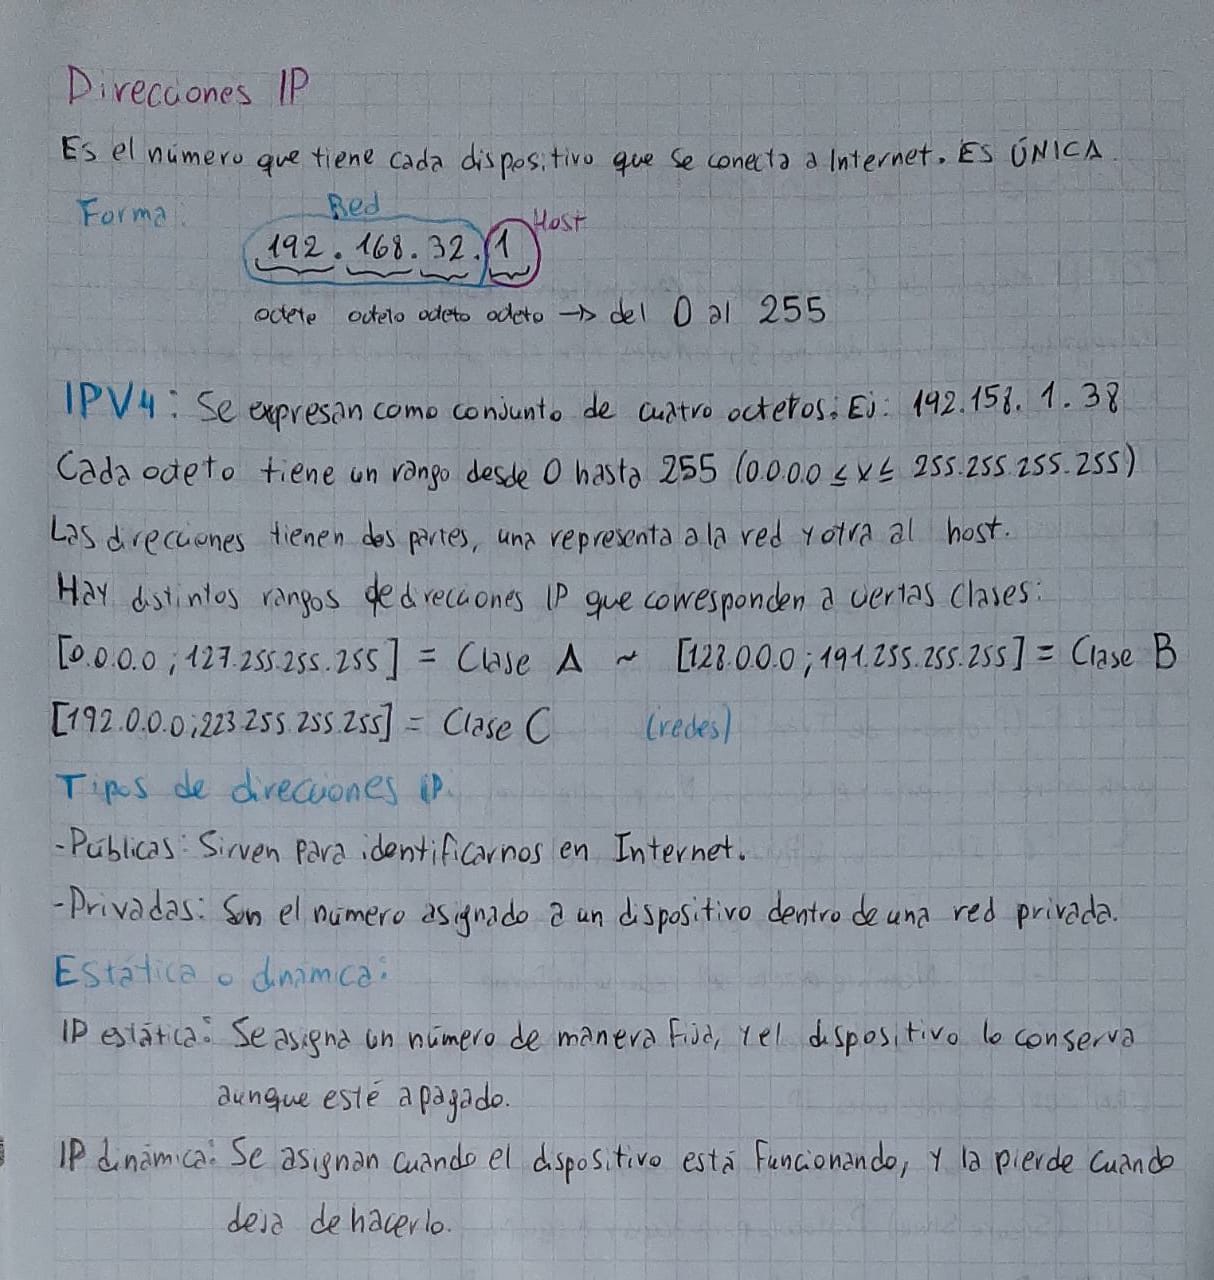 Direcciones IP
Es el número que tiene cada dispositivo que se conecta a Internet. ES ÚNICA
Forma: Red Host
192.168.32.1
octeto octeto octeto octeto → del 0 al 255
IPV4: Se expresan como conjunto de cuatro octetos. Ej: 192.158.1.38
Cada octeto tiene un rango desde 0 hasta 255 (0.0.0.0 ≤ x ≤ 255.255.255.255)
Las direcciones tienen dos partes, una representa a la red y otra al host.
Hay distintos rangos de direcciones IP que corresponden a ciertas clases:
[0.0.0.0 ; 127.255.255.255] = Clase A ~ [128.0.0.0 ; 191.255.255.255] = Clase B
[192.0.0.0 ; 223.255.255.255] = Clase C (redes)
Tipos de direcciones IP.
-Públicas: Sirven para identificarnos en Internet.
-Privadas: Son el número asignado a un dispositivo dentro de una red privada.
Estática o dinámica:
IP estática: Se asigna un número de manera fija, y el dispositivo lo conserva
aunque esté apagado.
IP dinámica: Se asignan cuando el dispositivo está funcionando, y la pierde cuando
deja de hacerlo.